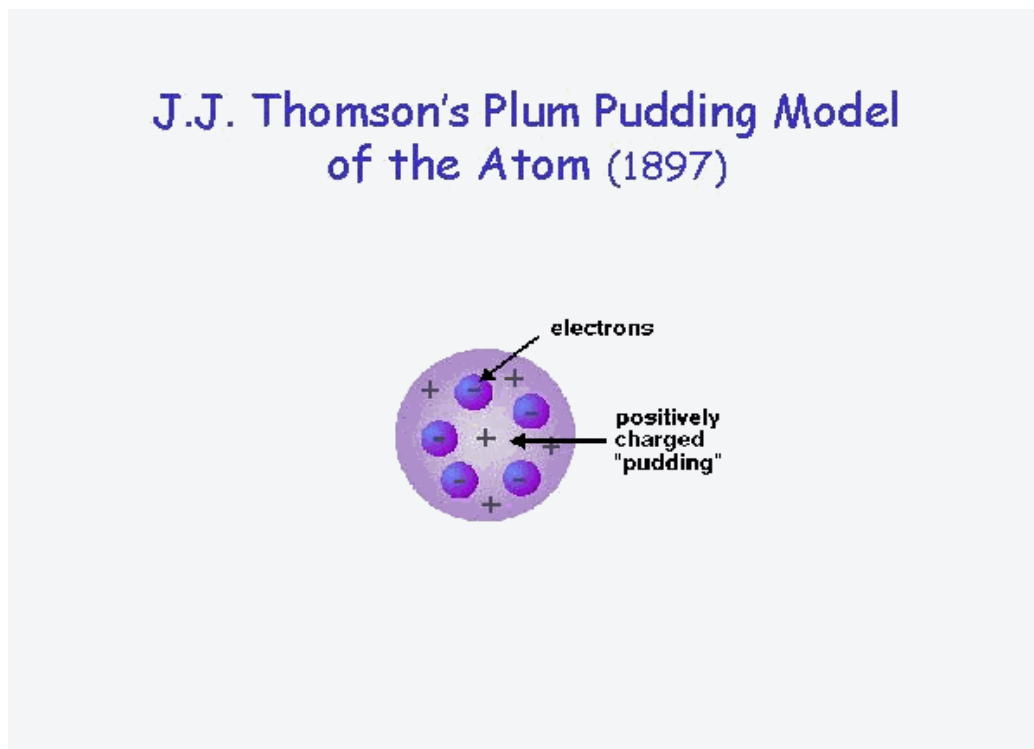 J.J. Thomson's Plum Pudding Model
of the Atom (1897)
electrons
+
+
-
-
positively
charged
"pudding"
-
+
+
-
-
+